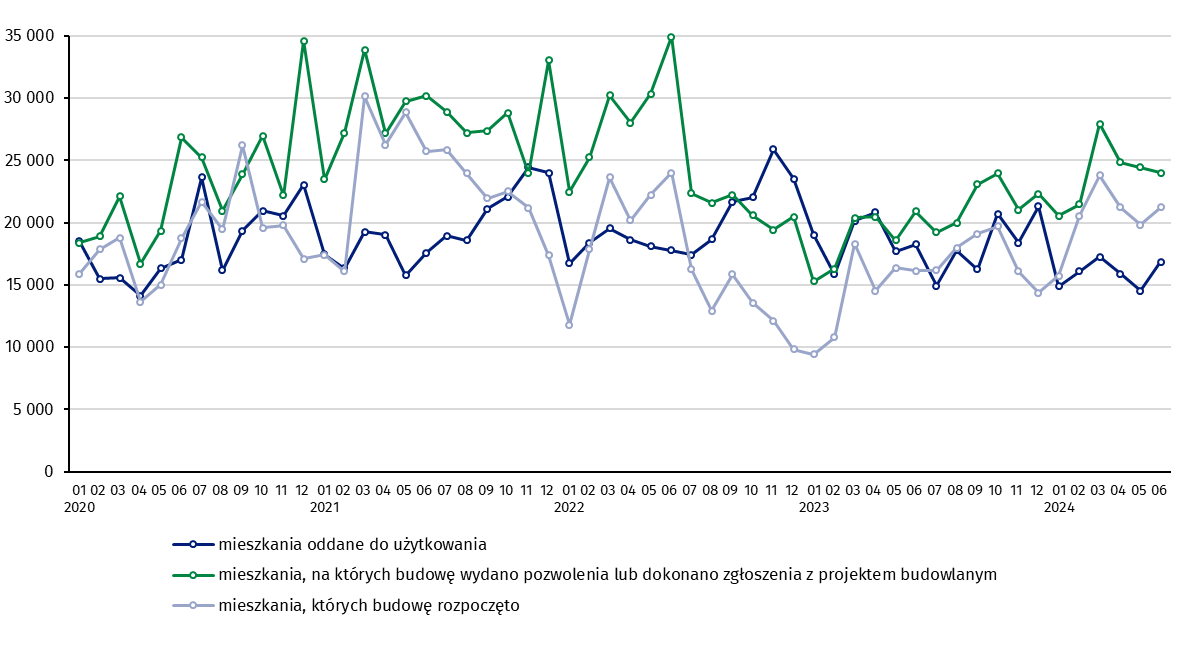 35 000
30 000
25 000
20 000
15 000
10 000
5 000
0
01 02 03 04 05 06 07 08 09 10 11 12 01 02 03 04 05 06 07 08 09 10 11 12 01 02 03 04 05 06 07 08 09 10 11 12 01 02 03 04 05 06 07 08 09 10 11 12 01 02 03 04 05 06
2020 2021 2022 2023 2024
mieszkania oddane do użytkowania
mieszkania, na których budowę wydano pozwolenia lub dokonano zgłoszenia z projektem budowlanym
mieszkania, których budowę rozpoczęto